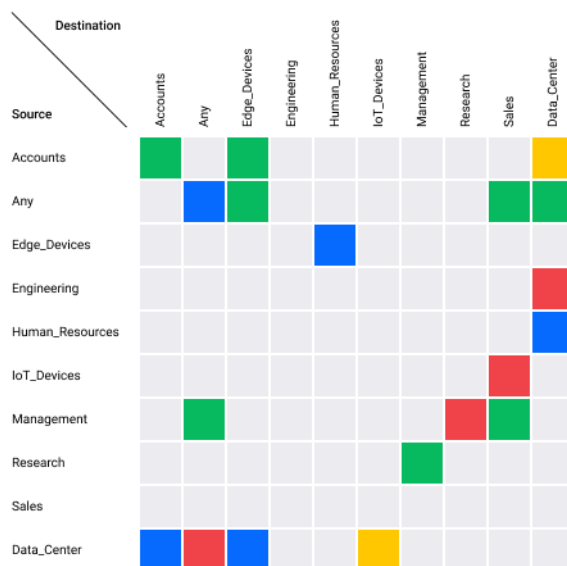 Destination
Source
Accounts
Any
Edge_Devices
Engineering
Human_Resources
IoT_Devices
Management
Research
Sales
Data_Center
Accounts
Any
Edge_Devices
Engineering
Human_Resources
IoT_Devices
Management
Research
Sales
Data_Center